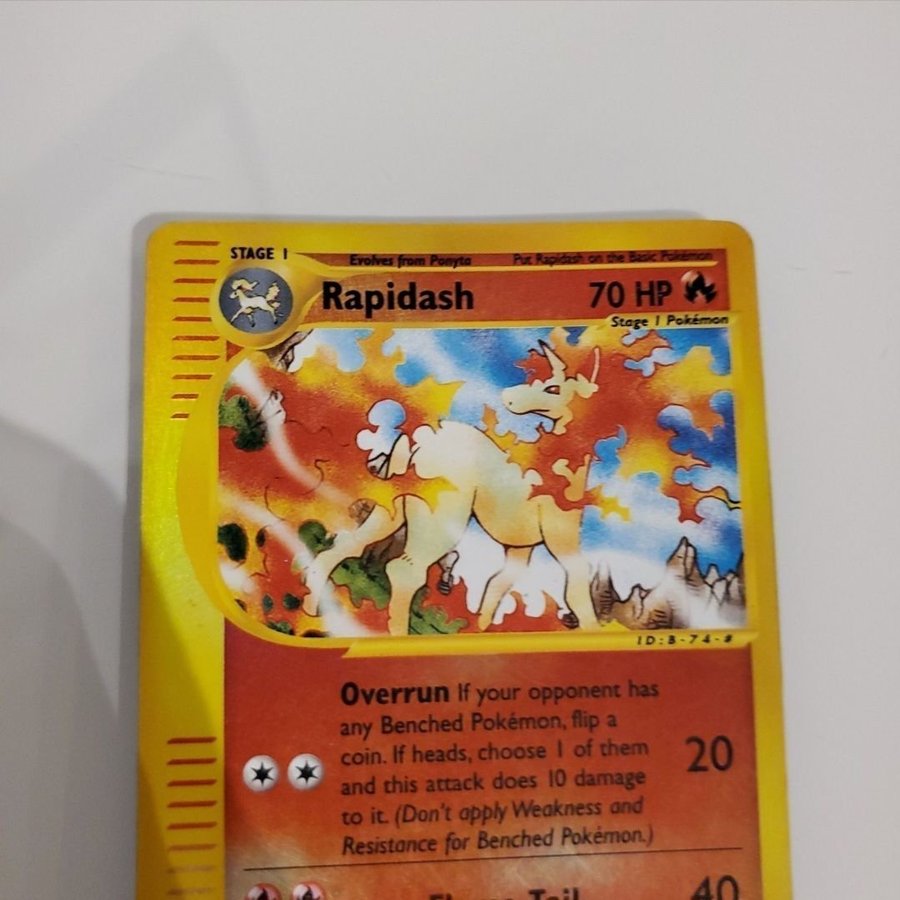 STAGE 1
Evolves from Ponyta
Put Rapidash on the Basic Pokémon
Rapidash
70 HP
Stage 1 Pokémon
ID:B-74-#
Overrun If your opponent has
any Benched Pokémon, flip a
coin. If heads, choose 1 of them
and this attack does 10 damage
to it. (Don't apply Weakness and
Resistance for Benched Pokémon.)
20
Tail
40